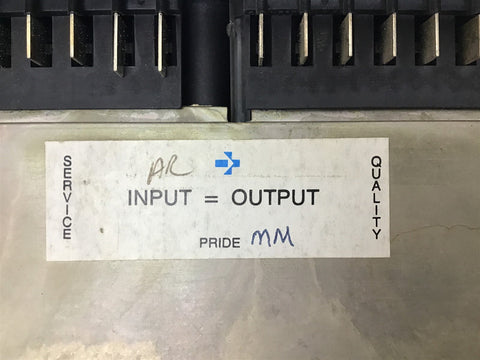 AR
SERVICE
INPUT = OUTPUT
QUALITY
PRIDE MM